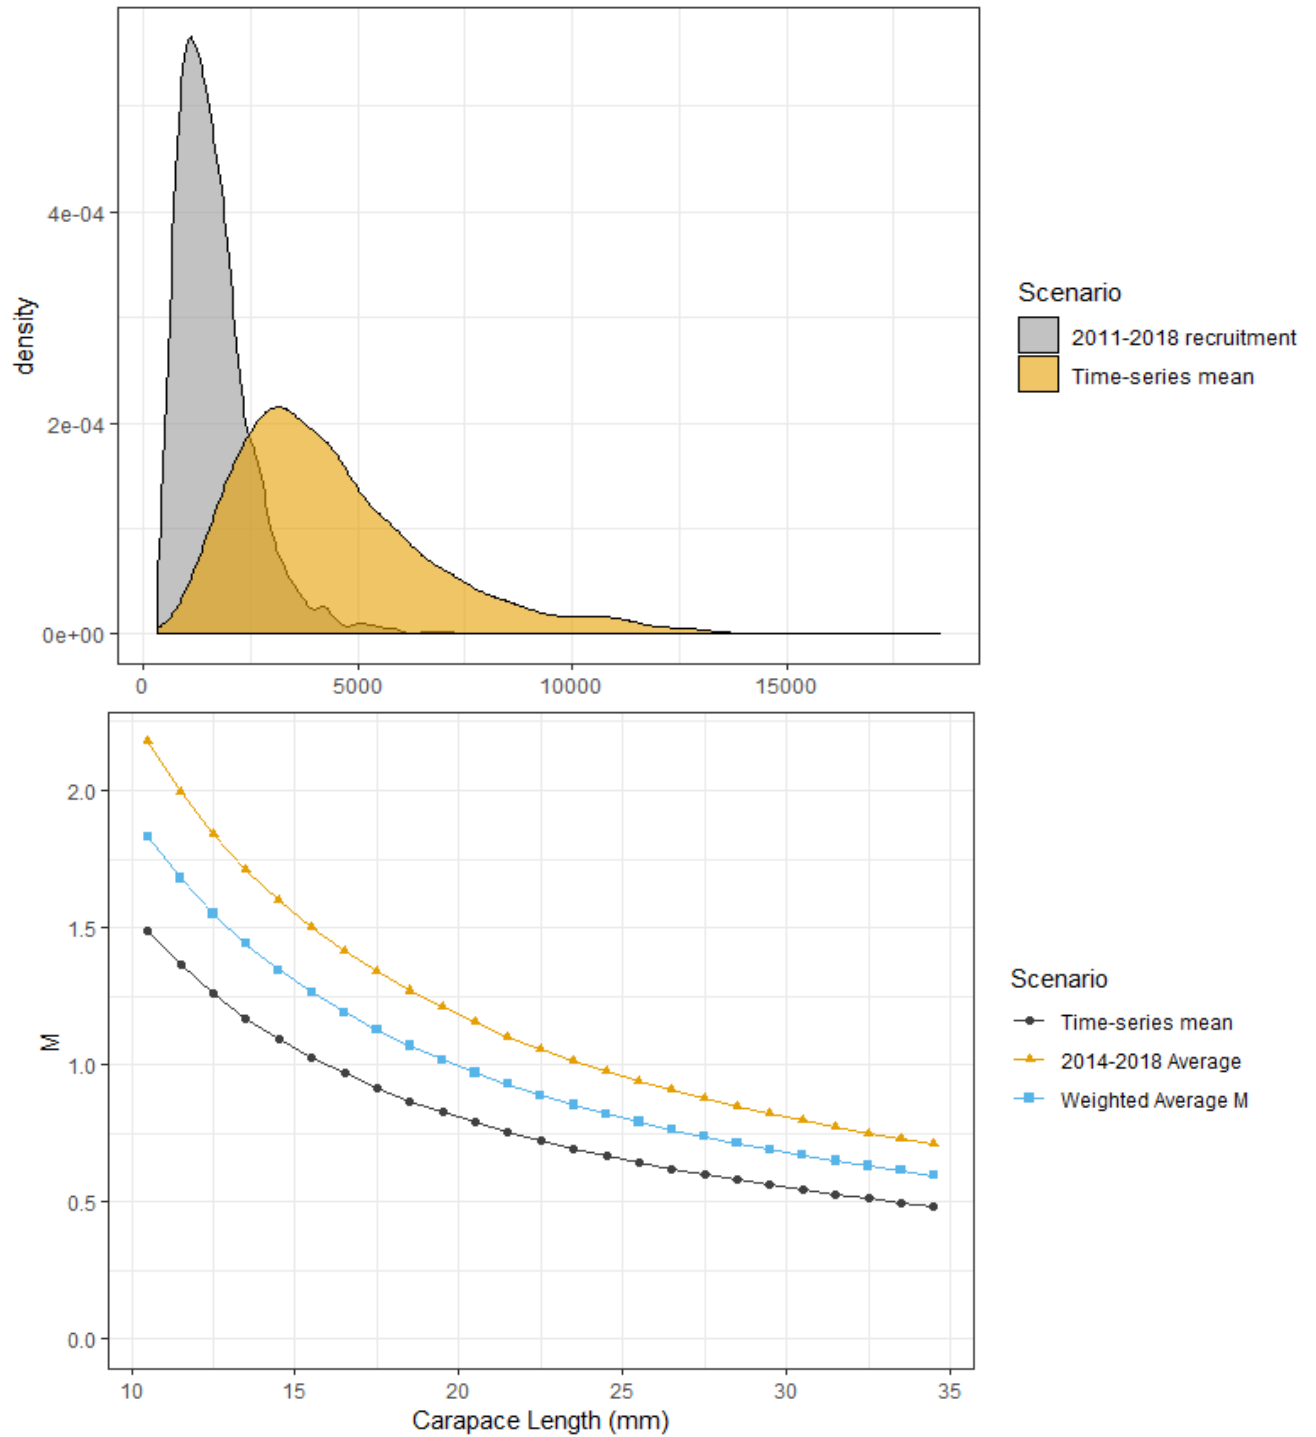 density
4e-04
2e-04
0e+00
0
5000
10000
15000
Scenario
2011-2018 recruitment
Time-series mean
M
2.0
1.5
1.0
0.5
0.0
10
15
20
25
30
35
Carapace Length (mm)
Scenario
Time-series mean
2014-2018 Average
Weighted Average M